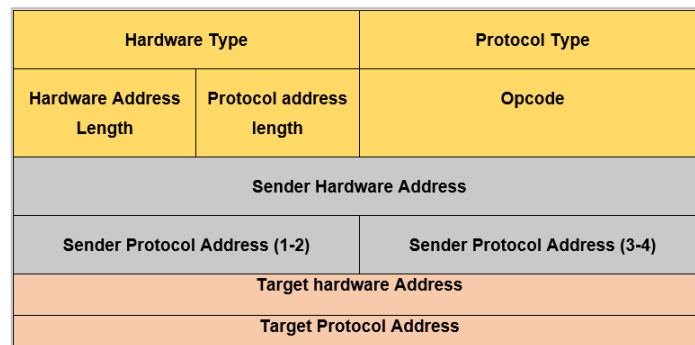 Hardware Type
Protocol Type
Hardware Address
Length
Protocol address
length
Opcode
Sender Hardware Address
Sender Protocol Address (1-2)
Sender Protocol Address (3-4)
Target hardware Address
Target Protocol Address